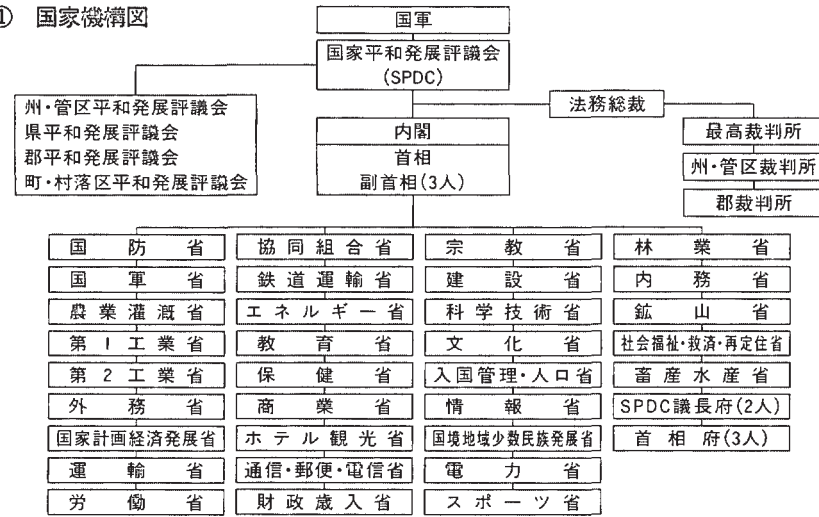 ① 国家機構図
国軍
国家平和発展評議会
(SPDC)
州・管区平和発展評議会
県平和発展評議会
郡平和発展評議会
町・村落区平和発展評議会
法務総裁
内閣
首相
副首相(3人)
最高裁判所
州・管区裁判所
郡裁判所
国防省
国軍省
農業灌漑省
第1工業省
第2工業省
外務省
国家計画経済発展省
運輸省
労働省
協同組合省
鉄道運輸省
エネルギー省
教育省
保健省
商業省
ホテル観光省
通信・郵便・電信省
財政歳入省
宗教省
建設省
科学技術省
文化省
入国管理・人口省
情報省
国境地域少数民族発展省
電力省
スポーツ省
林業省
内務省
鉱山省
社会福祉・救済・再定住省
畜産水産省
SPDC議長府(2人)
首相府(3人)